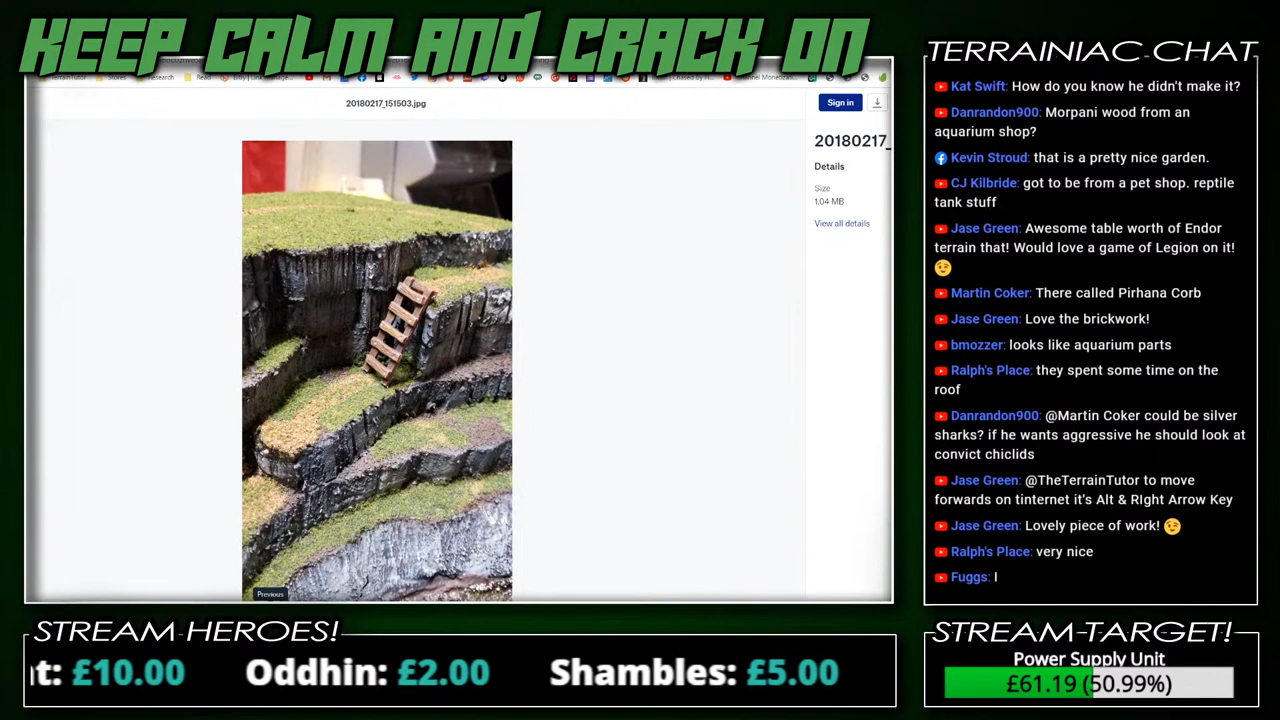 KEEP CALM AND CRACK ON
20180217_151503.jpg
Sign in
20180217_
Details
Size
1.04 MB
View all details
Previous
TERRAINIAC CHAT
Kat Swift: How do you know he didn't make it?
Danrandon900: Morpani wood from an
aquarium shop?
Kevin Stroud: that is a pretty nice garden.
CJ Kilbride: got to be from a pet shop. reptile
tank stuff
Jase Green: Awesome table worth of Endor
terrain that! Would love a game of Legion on it!
😉
Martin Coker: There called Pirhana Corb
Jase Green: Love the brickwork!
bmozzer: looks like aquarium parts
Ralph's Place: they spent some time on the
roof
Danrandon900: @Martin Coker could be silver
sharks? if he wants aggressive he should look at
convict chiclids
Jase Green: @TheTerrainTutor to move
forwards on tinternet it's Alt & RIght Arrow Key
Jase Green: Lovely piece of work! 😉
Ralph's Place: very nice
Fuggs: I
STREAM HEROES!
t: £10.00 Oddhin: £2.00 Shambles: £5.00
STREAM TARGET!
Power Supply Unit
£61.19 (50.99%)